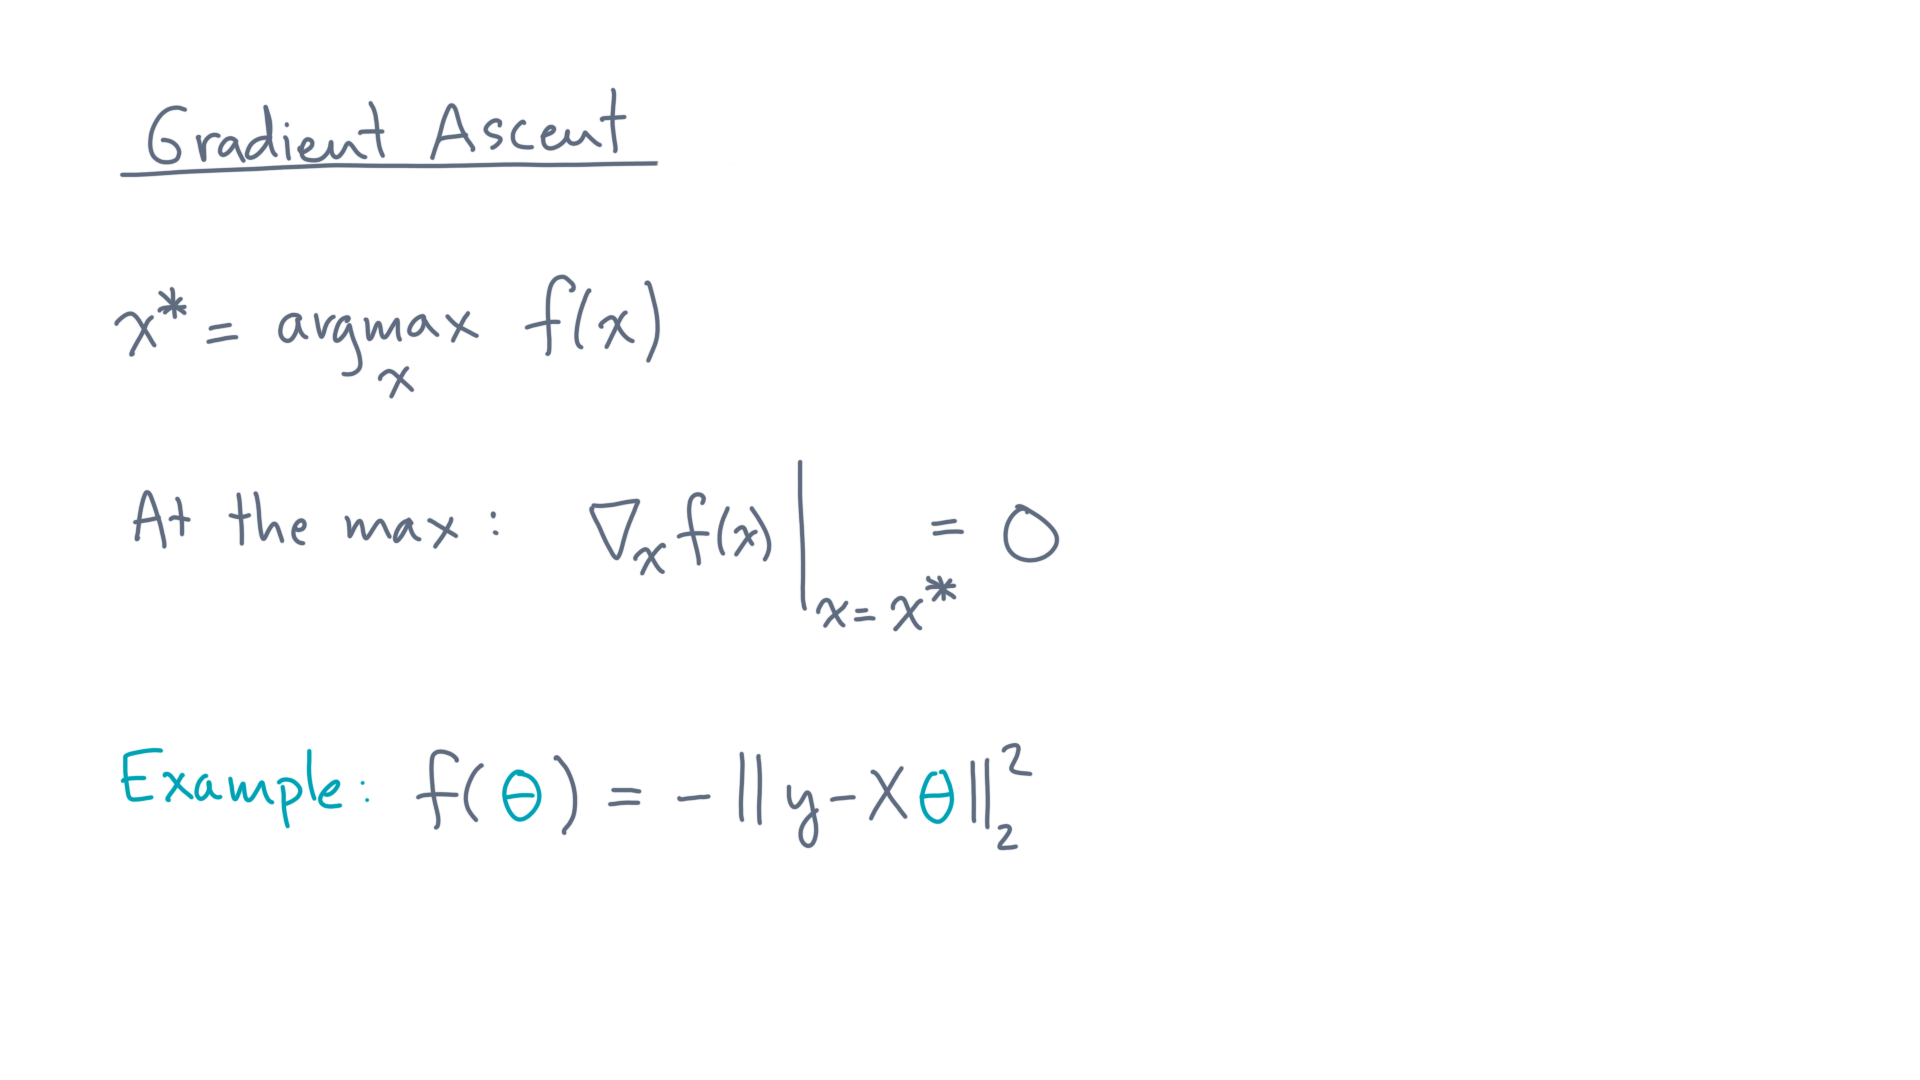 Gradient Ascent
x* = argmax f(x)
x
At the max: ∇ₓ f(x) |ₓ₌ₓ* = 0
Example: f(θ) = - || y - Xθ ||₂²